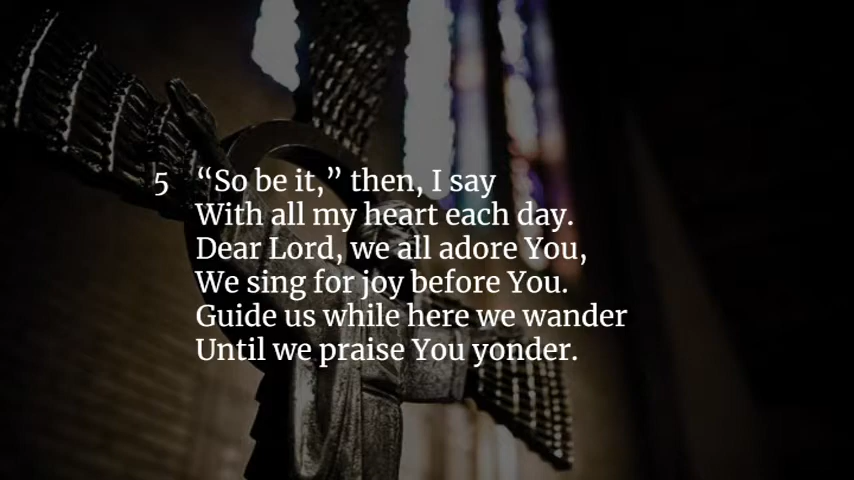 5 “So be it,” then, I say
With all my heart each day.
Dear Lord, we all adore You,
We sing for joy before You.
Guide us while here we wander
Until we praise You yonder.